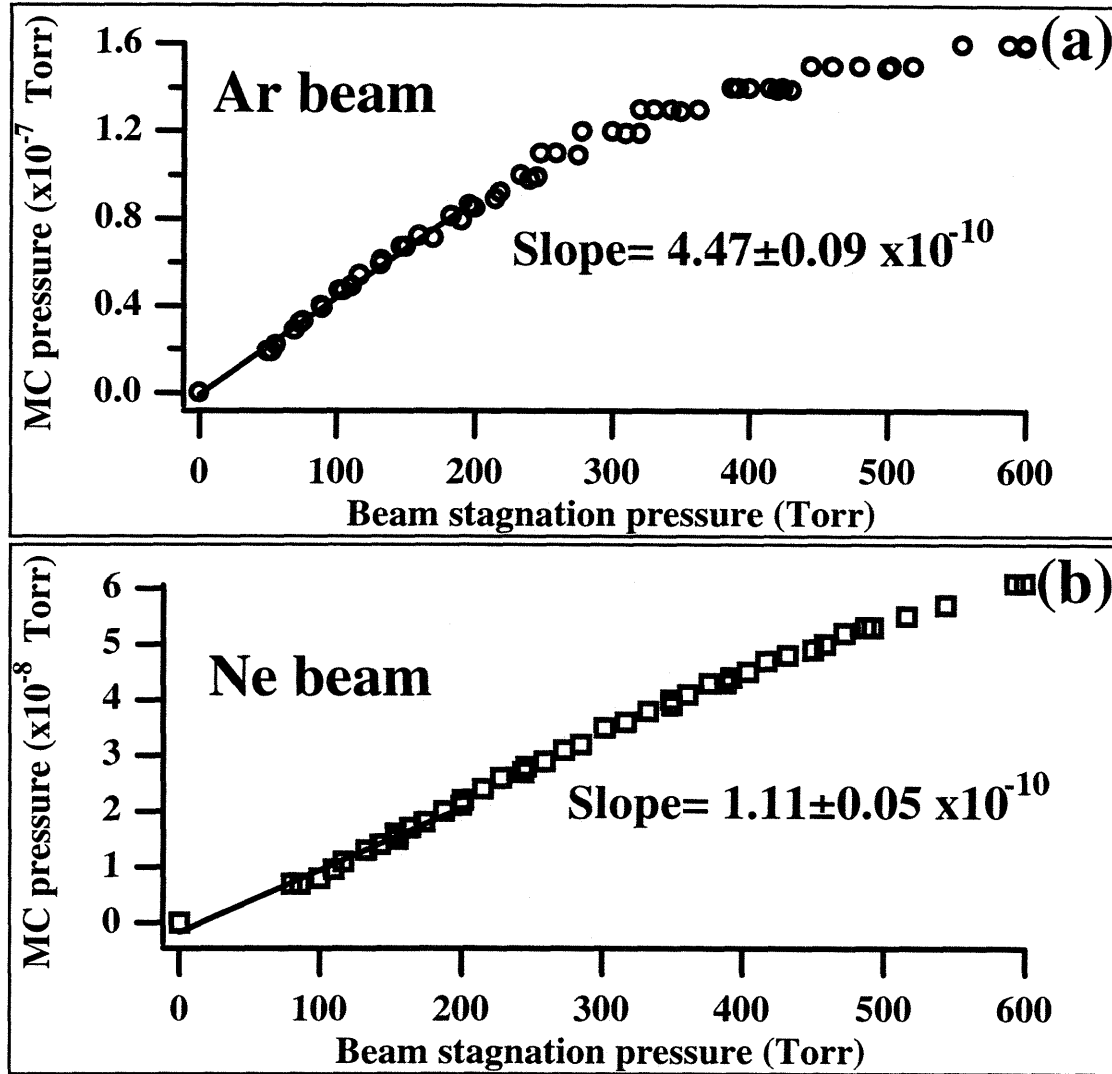 (a)
1.6
Ar beam
1.2
0.8
Slope= 4.47±0.09 x10^-10
0.4
0.0
MC pressure (x10^-7 Torr)
0 100 200 300 400 500 600
Beam stagnation pressure (Torr)
(b)
6
5
Ne beam
4
3
Slope= 1.11±0.05 x10^-10
2
1
0
MC pressure (x10^-8 Torr)
0 100 200 300 400 500 600
Beam stagnation pressure (Torr)